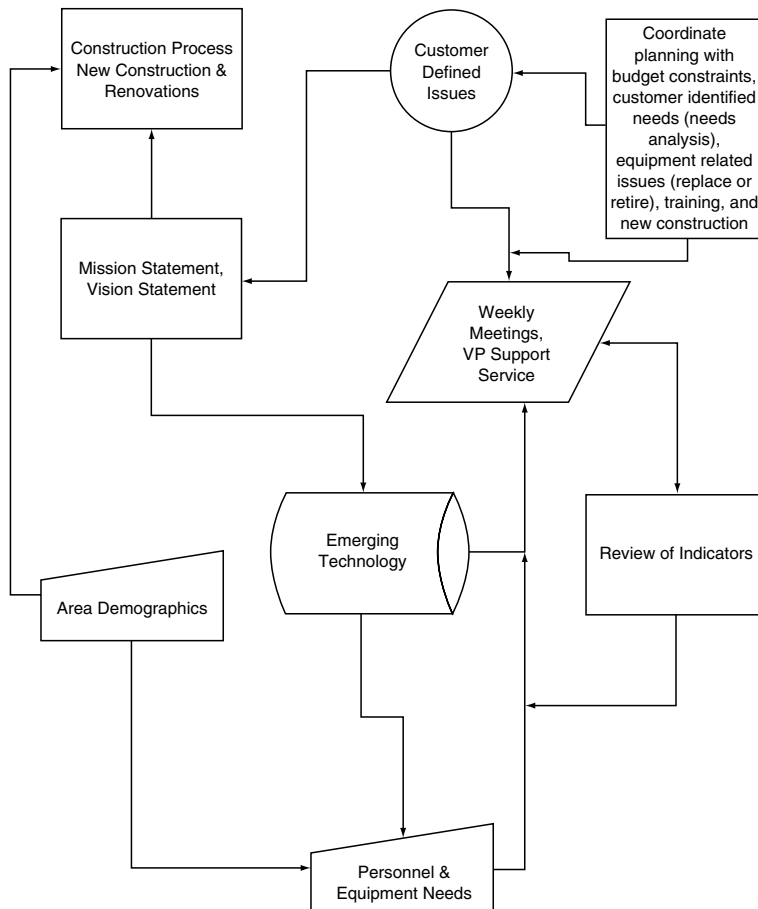 Construction Process
New Construction &
Renovations
Customer
Defined
Issues
Coordinate
planning with
budget constraints,
customer identified
needs (needs
analysis),
equipment related
issues (replace or
retire), training, and
new construction
Mission Statement,
Vision Statement
Weekly
Meetings,
VP Support
Service
Emerging
Technology
Review of Indicators
Area Demographics
Personnel &
Equipment Needs